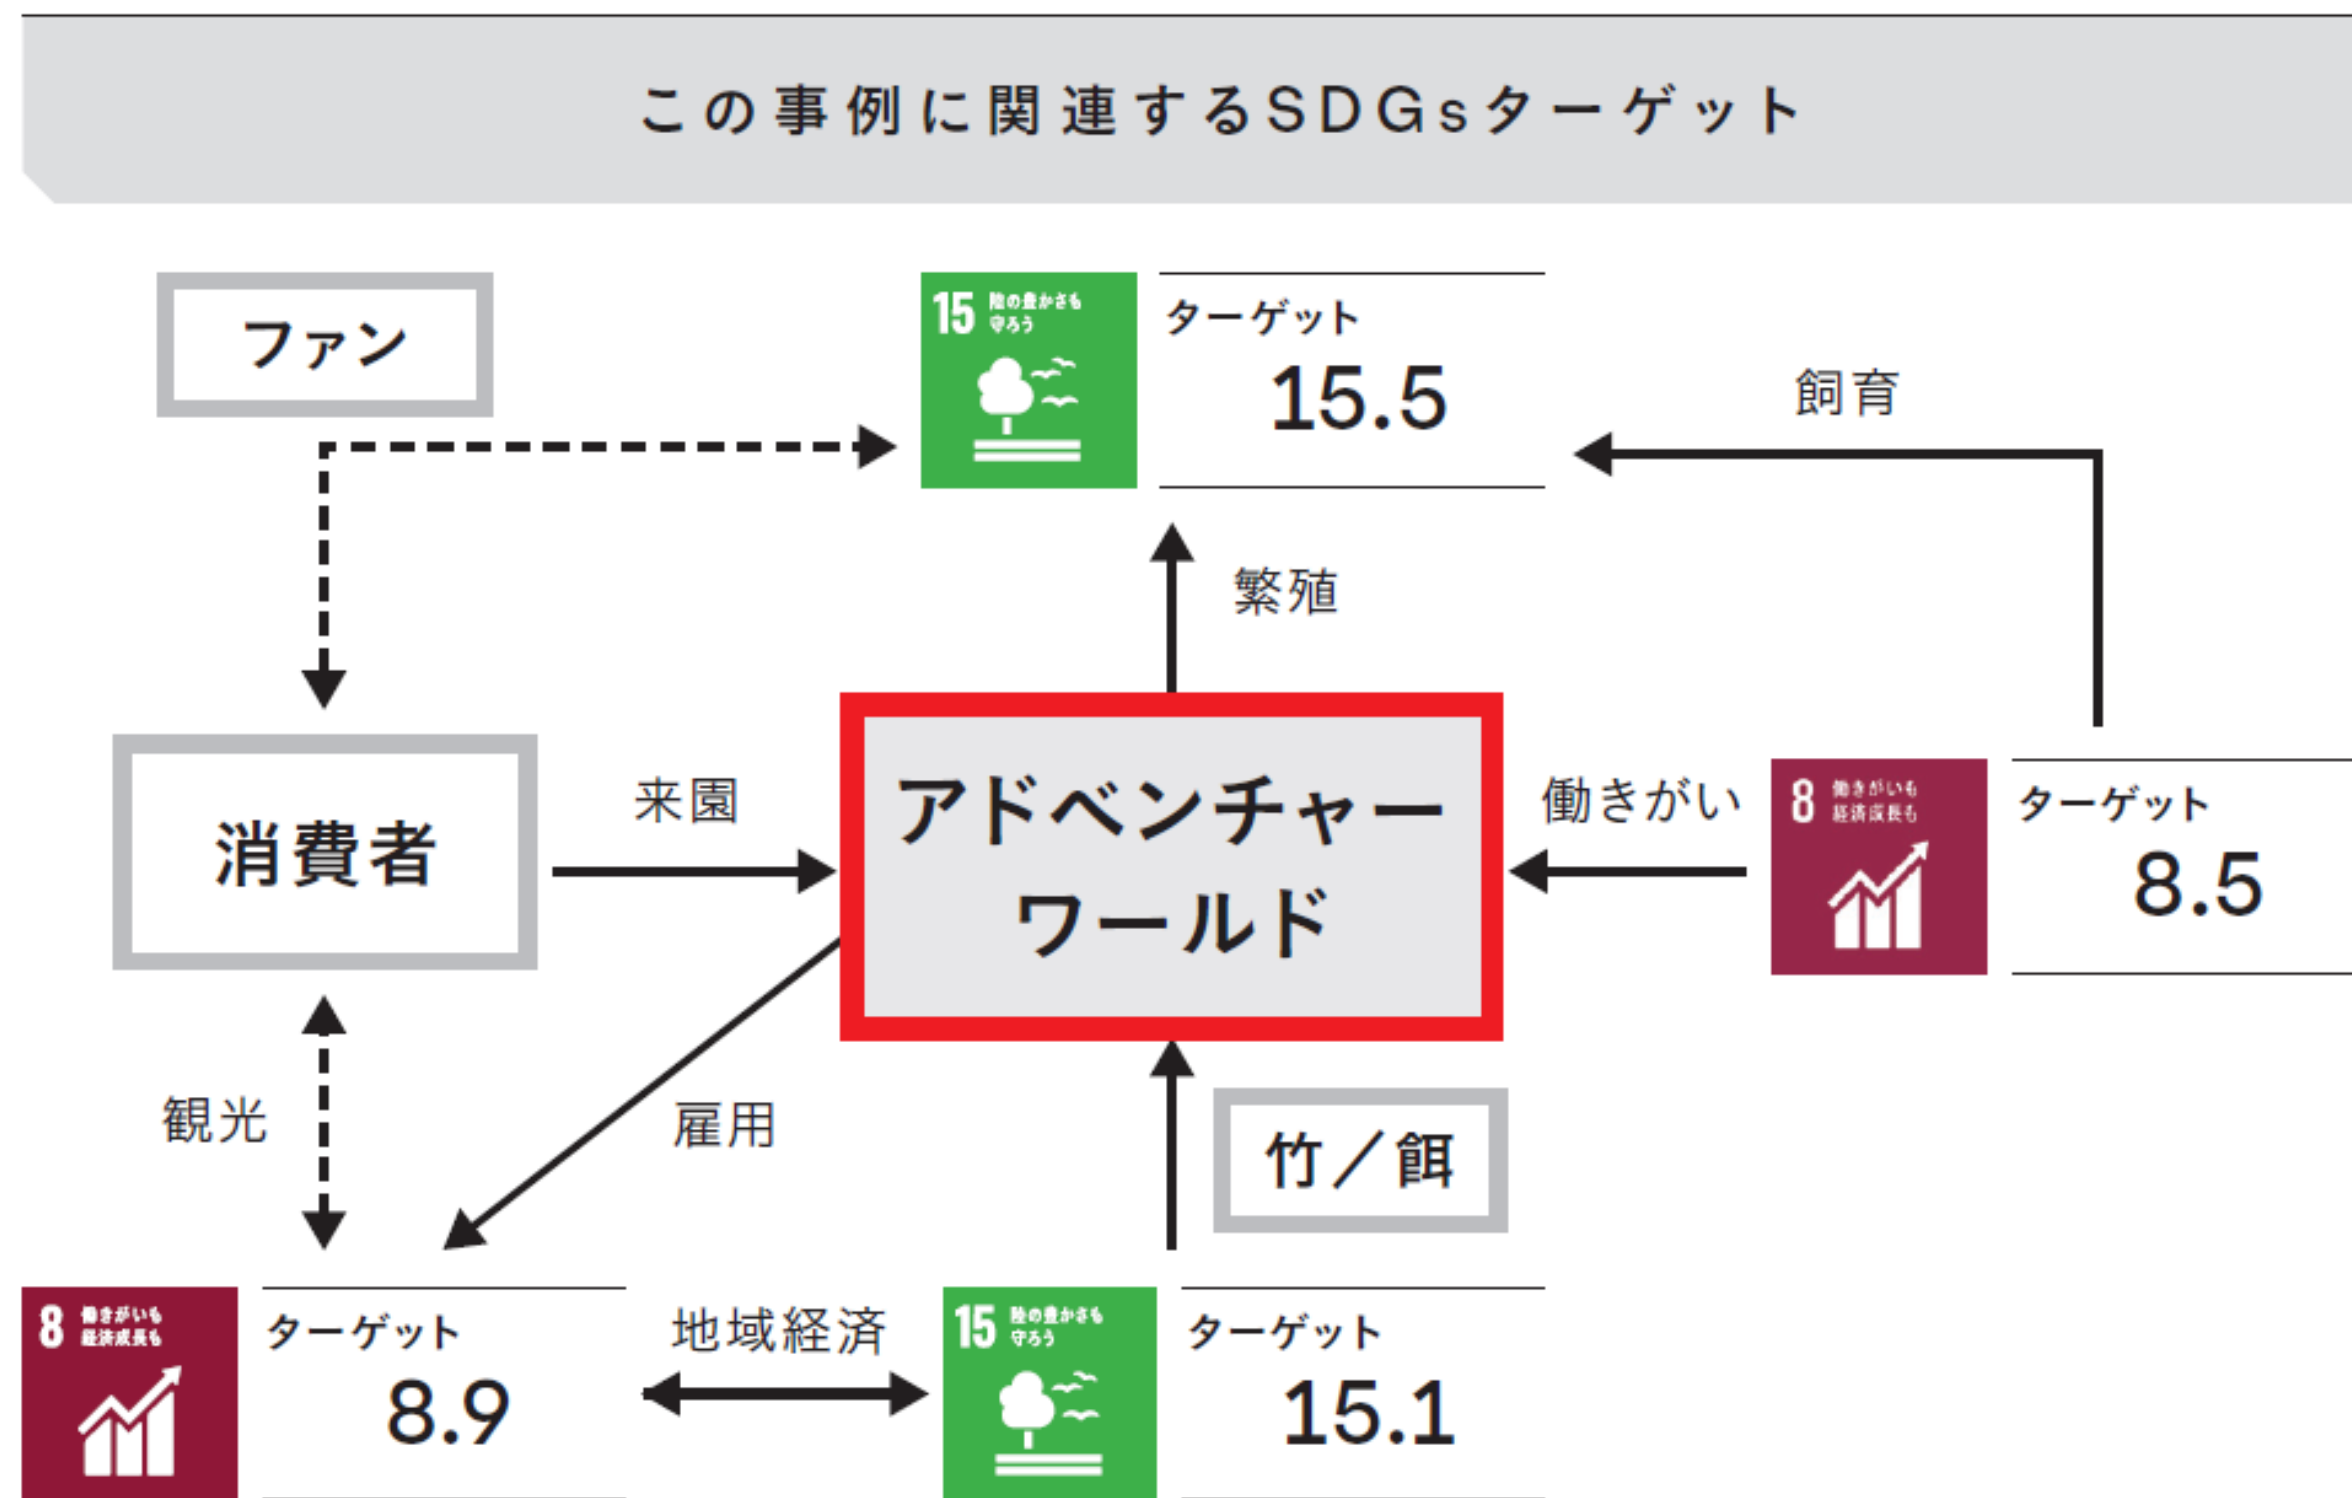 この事例に関連するSDGsターゲット
ファン
15 陸の豊かさも
守ろう
ターゲット
15.5
飼育
繁殖
消費者
来園
アドベンチャー
ワールド
働きがい
8 働きがいも
経済成長も
ターゲット
8.5
観光
雇用
竹／餌
8 働きがいも
経済成長も
ターゲット
8.9
地域経済
15 陸の豊かさも
守ろう
ターゲット
15.1